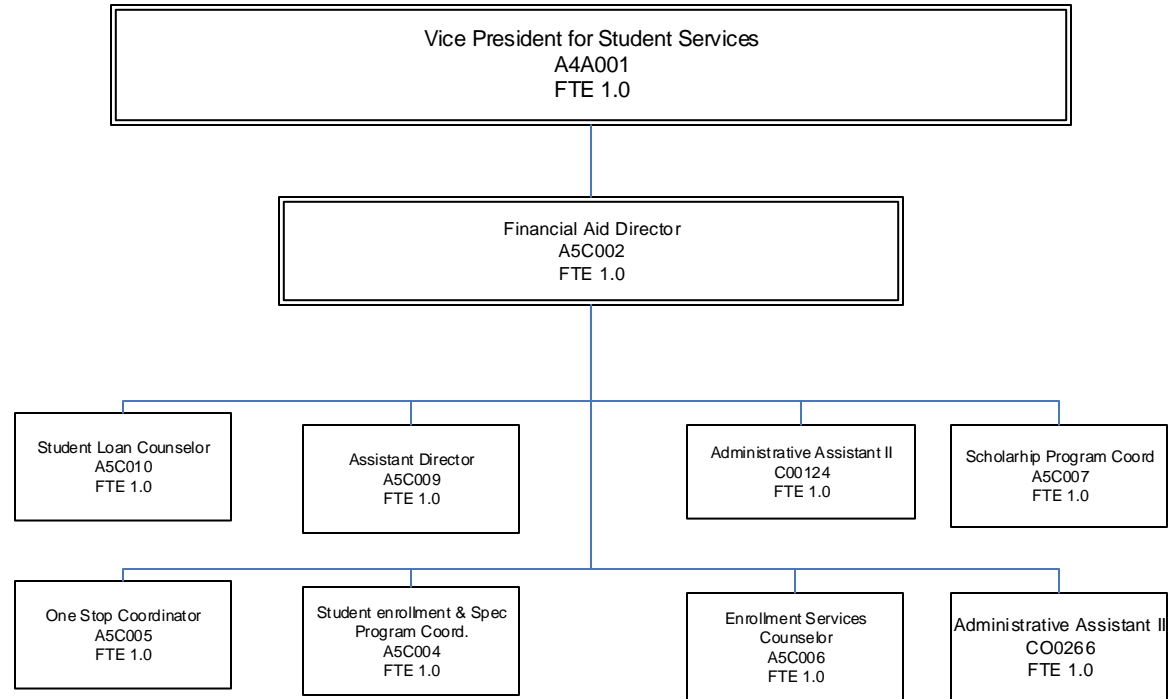 Vice President for Student Services
A4A001
FTE 1.0
Financial Aid Director
A5C002
FTE 1.0
Student Loan Counselor
A5C010
FTE 1.0
Assistant Director
A5C009
FTE 1.0
Administrative Assistant II
C00124
FTE 1.0
Scholarhip Program Coord
A5C007
FTE 1.0
One Stop Coordinator
A5C005
FTE 1.0
Student enrollment & Spec
Program Coord.
A5C004
FTE 1.0
Enrollment Services
Counselor
A5C006
FTE 1.0
Administrative Assistant II
CO0266
FTE 1.0